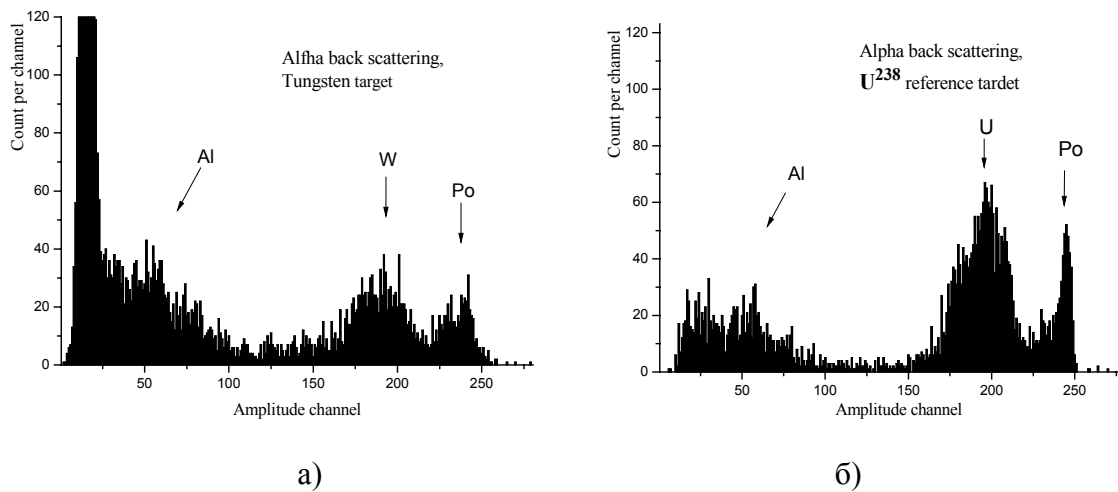 Alfha back scattering,
Tungsten target
Count per channel
120
100
80
60
40
20
0
Al
W
Po
50
100
150
200
250
Amplitude channel
a)
Alpha back scattering,
U238 reference tardet
Count per channel
120
100
80
60
40
20
0
Al
U
Po
50
100
150
200
250
Amplitude channel
б)